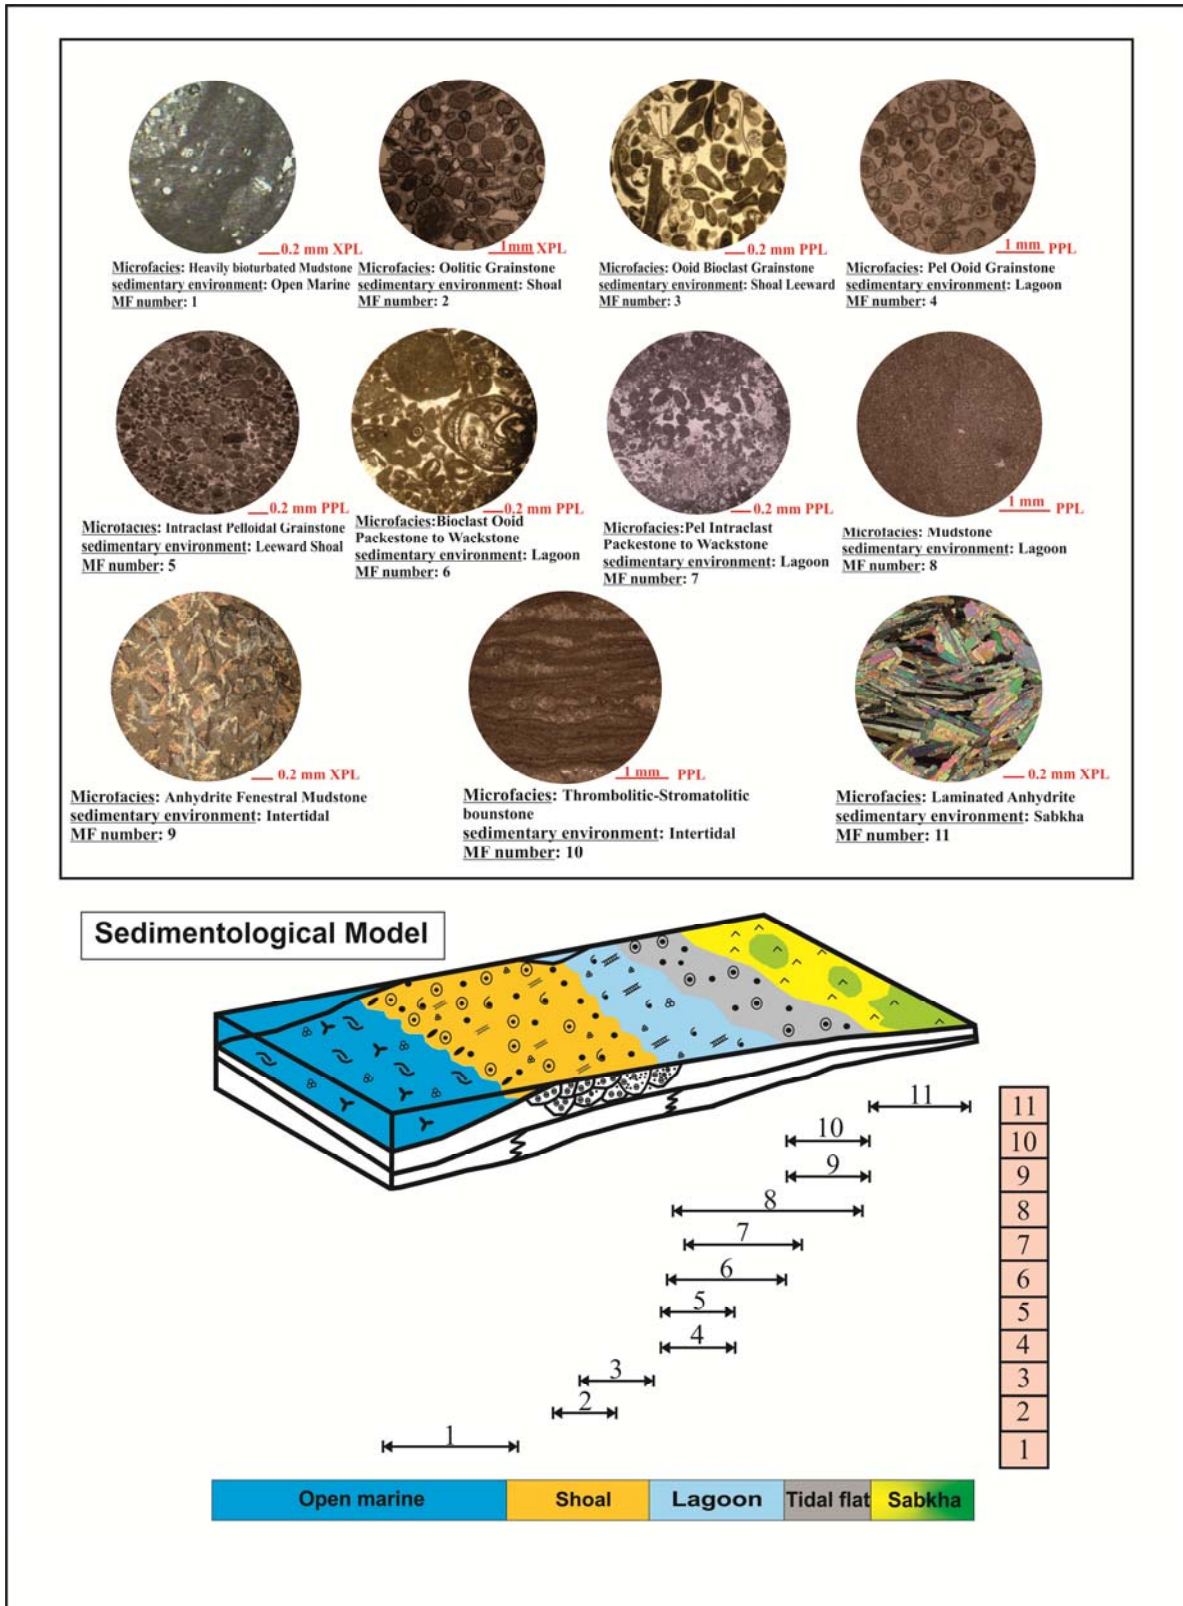 0.2 mm XPL
Microfacies: Heavily bioturbated Mudstone
sedimentary environment: Open Marine
MF number: 1
1mm XPL
Microfacies: Oolitic Grainstone
sedimentary environment: Shoal
MF number: 2
0.2 mm PPL
Microfacies: Ooid Bioclast Grainstone
sedimentary environment: Shoal Leeward
MF number: 3
1 mm PPL
Microfacies: Pel Ooid Grainstone
sedimentary environment: Lagoon
MF number: 4
0.2 mm PPL
Microfacies: Intraclast Pelloidal Grainstone
sedimentary environment: Leeward Shoal
MF number: 5
0.2 mm PPL
Microfacies:Bioclast Ooid
Packestone to Wackstone
sedimentary environment: Lagoon
MF number: 6
0.2 mm PPL
Microfacies:Pel Intraclast
Packestone to Wackstone
sedimentary environment: Lagoon
MF number: 7
1 mm PPL
Microfacies: Mudstone
sedimentary environment: Lagoon
MF number: 8
0.2 mm XPL
Microfacies: Anhydrite Fenestral Mudstone
sedimentary environment: Intertidal
MF number: 9
1 mm PPL
Microfacies: Thrombolitic-Stromatolitic
bounstone
sedimentary environment: Intertidal
MF number: 10
0.2 mm XPL
Microfacies: Laminated Anhydrite
sedimentary environment: Sabkha
MF number: 11
Sedimentological Model
11
10
9
8
7
6
5
4
3
2
1
11
10
9
8
7
6
5
4
3
2
1
Open marine
Shoal
Lagoon
Tidal flat
Sabkha